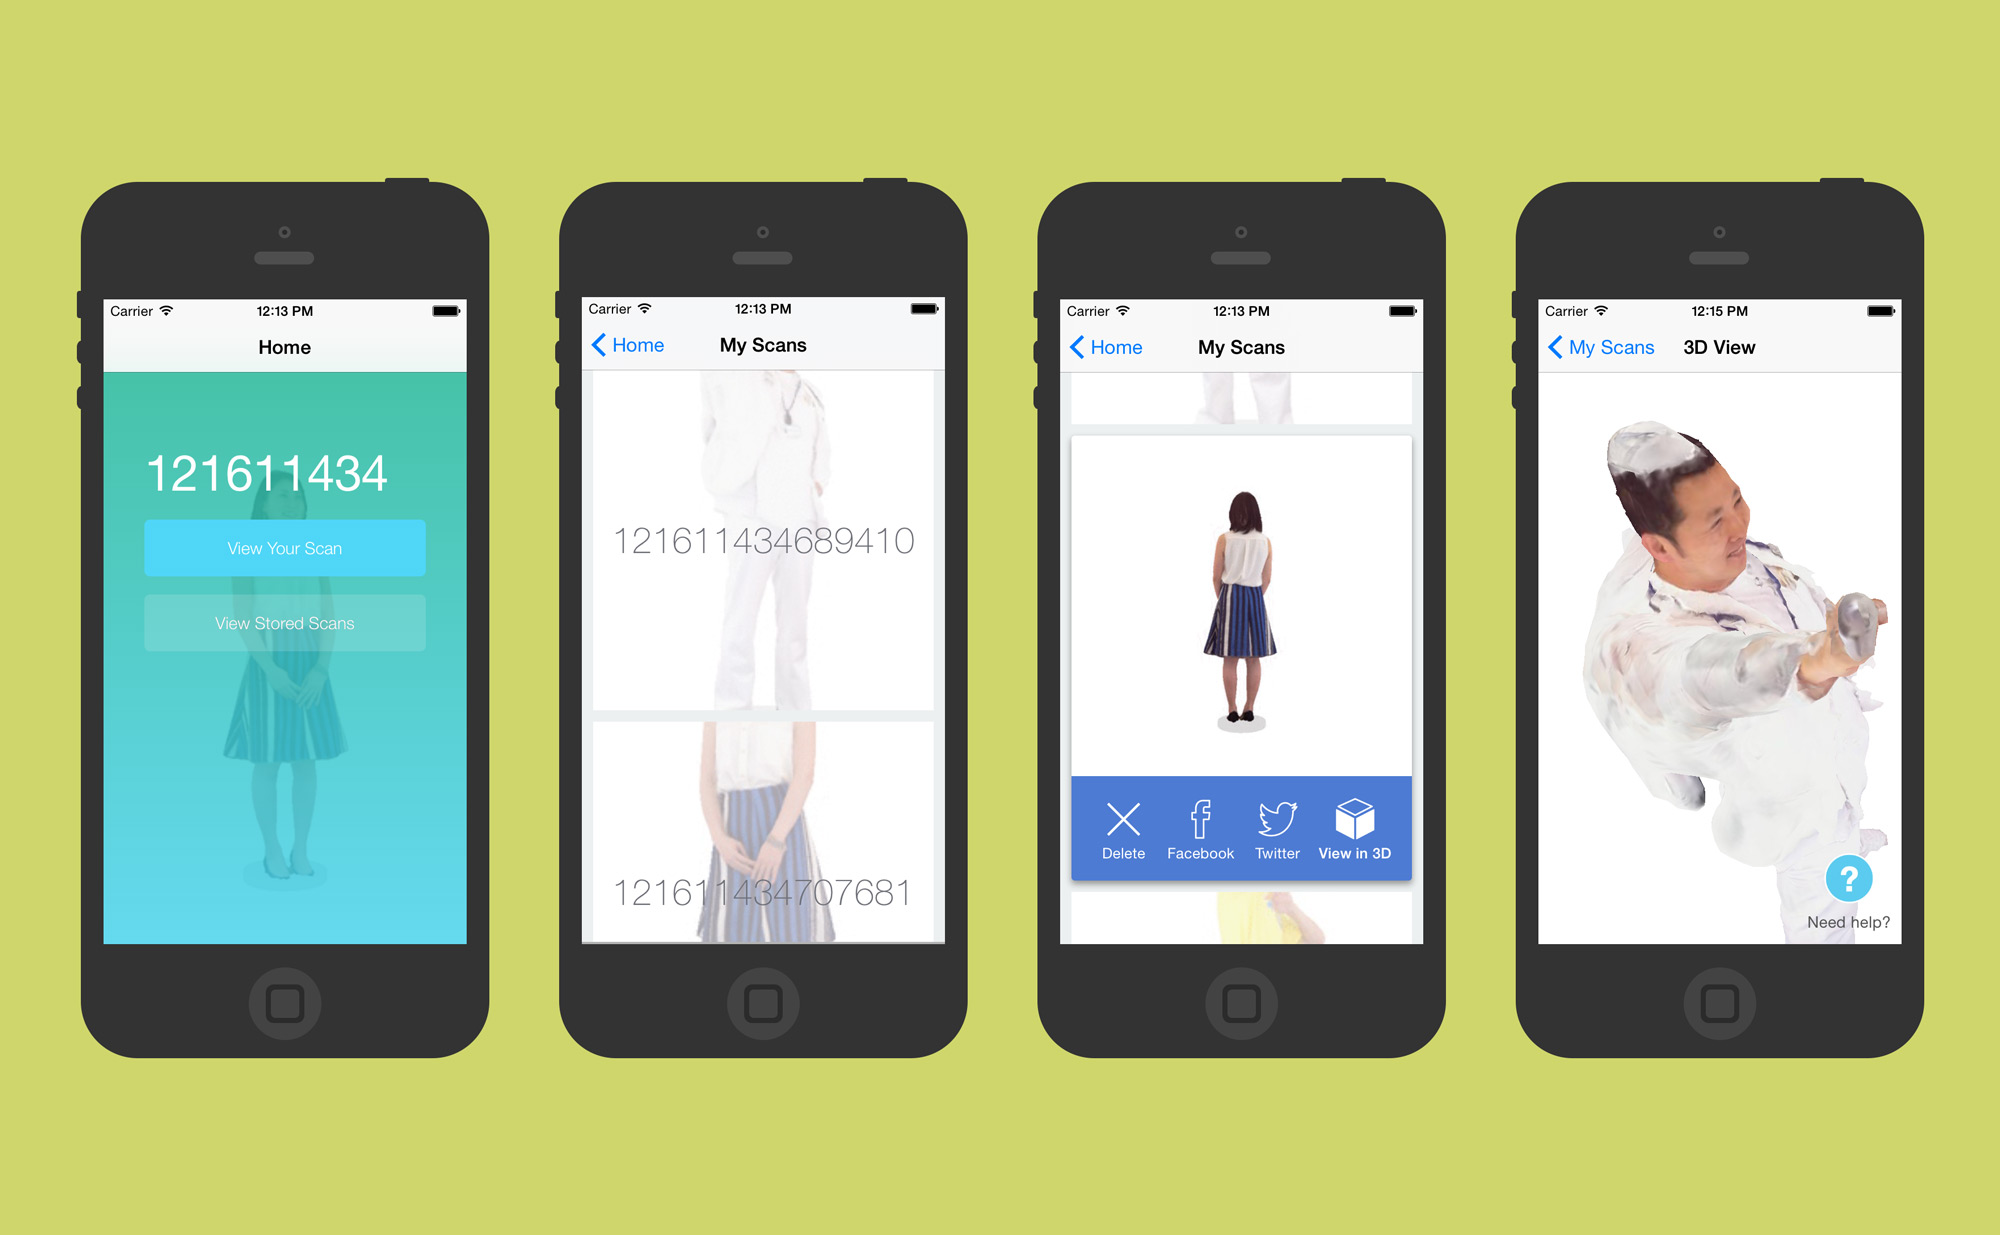 Carrier 12:13 PM
Home
121611434
View Your Scan
View Stored Scans
Carrier 12:13 PM
Home My Scans
121611434689410
121611434707681
Carrier 12:13 PM
Home My Scans
Delete Facebook Twitter View in 3D
Carrier 12:15 PM
My Scans 3D View
?
Need help?